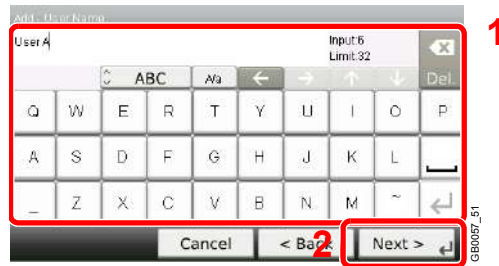 Add - User Name
User A
Input:6
Limit:32
ABC A/a ← → ↑ ↓ Del.
Q W E R T Y U I O P
A S D F G H J K L
_ Z X C V B N M ~
Cancel < Back Next >
1
2
GB0057_51